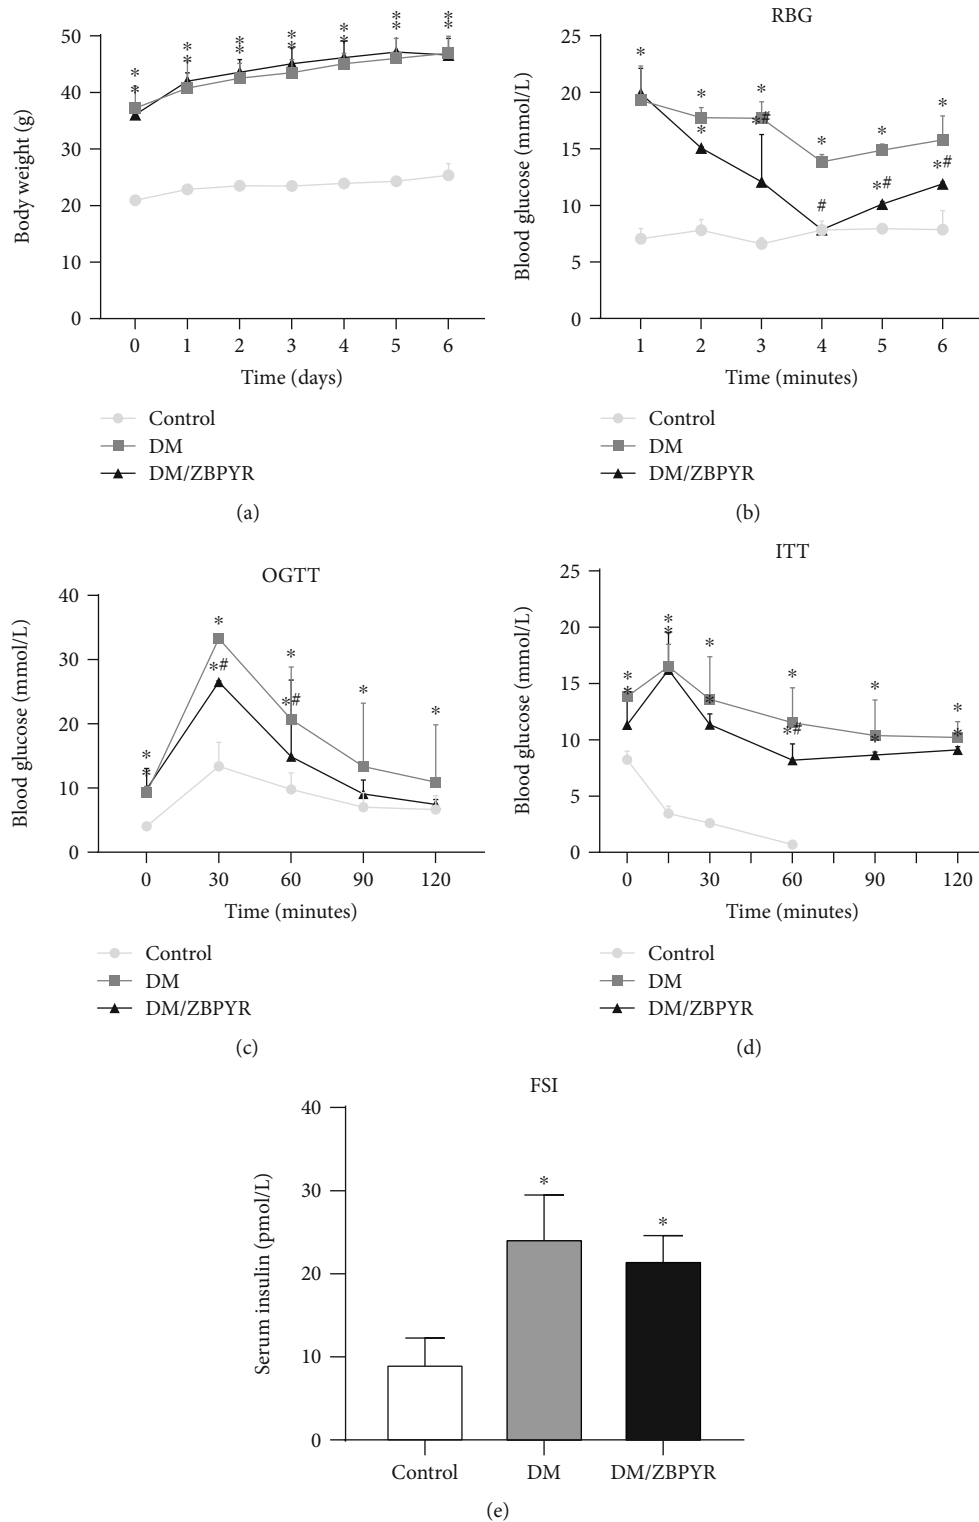 50
40
30
20
10
0
Body weight (g)
* * * * * * *
* * * * * * *
0 1 2 3 4 5 6
Time (days)
Control
DM
DM/ZBPYR
(a)
RBG
25
20
15
10
5
0
Blood glucose (mmol/L)
* * * * * *
* *# # *# *#
1 2 3 4 5 6
Time (minutes)
Control
DM
DM/ZBPYR
(b)
OGTT
40
30
20
10
0
Blood glucose (mmol/L)
* * * * *
* *# *#
0 30 60 90 120
Time (minutes)
Control
DM
DM/ZBPYR
(c)
ITT
25
20
15
10
5
0
Blood glucose (mmol/L)
* * * * * *
* * * *# * *
0 30 60 90 120
Time (minutes)
Control
DM
DM/ZBPYR
(d)
FSI
40
30
20
10
0
Serum insulin (pmol/L)
* *
Control DM DM/ZBPYR
(e)